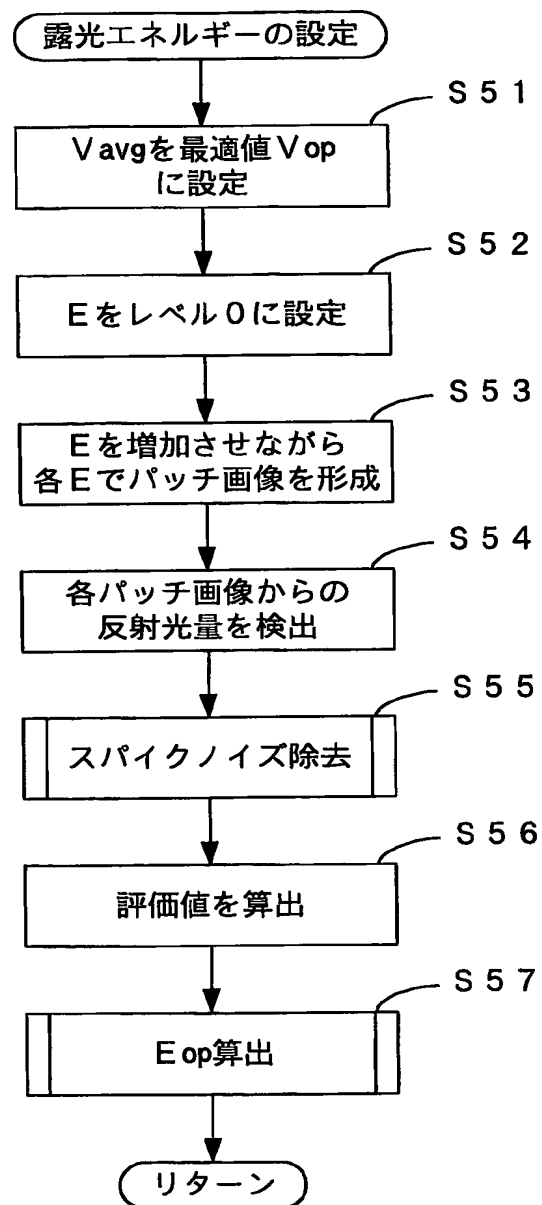 露光エネルギーの設定
S51
Vavgを最適値Vop
に設定
S52
Eをレベル0に設定
S53
Eを増加させながら
各Eでパッチ画像を形成
S54
各パッチ画像からの
反射光量を検出
S55
スパイクノイズ除去
S56
評価値を算出
S57
Eop算出
リターン